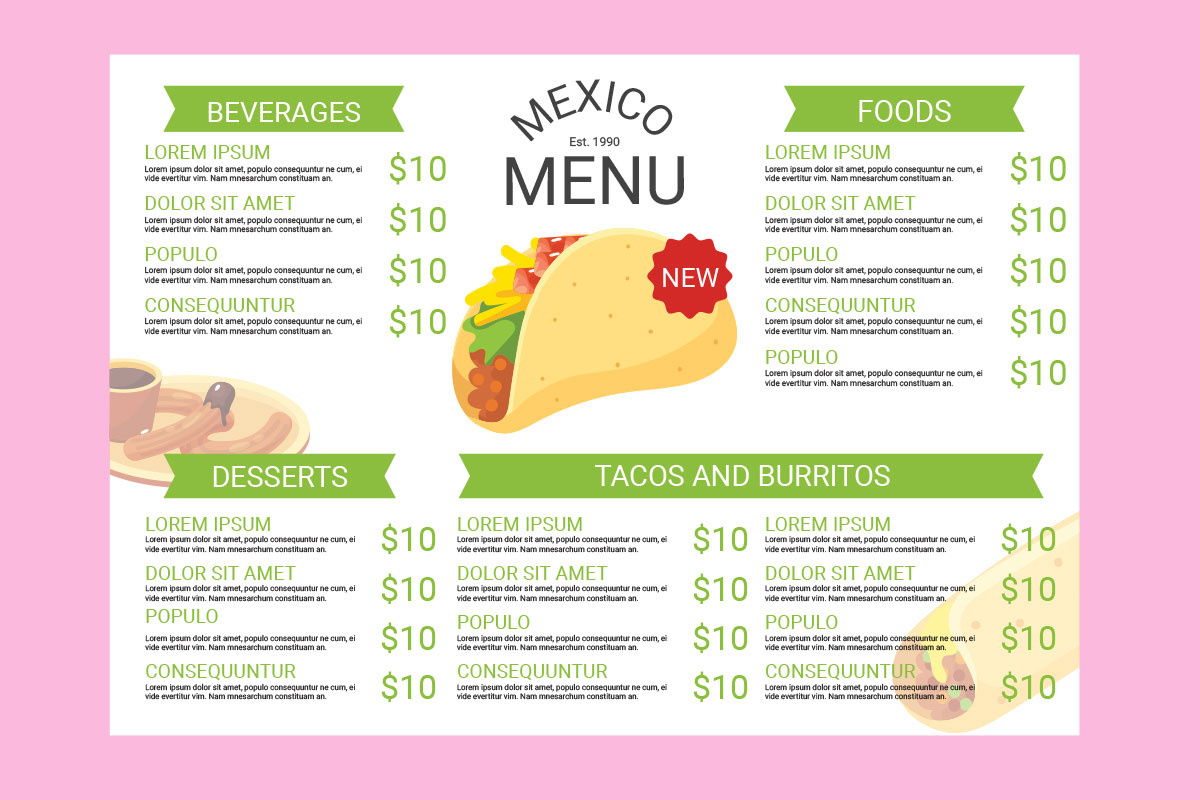 MEXICO
Est. 1990
MENU
NEW
BEVERAGES
LOREM IPSUM
Lorem ipsum dolor sit amet, populo consequuntur ne cum, ei
vide evertitur vim. Nam mnesarchum constituam an.
$10
DOLOR SIT AMET
Lorem ipsum dolor sit amet, populo consequuntur ne cum, ei
vide evertitur vim. Nam mnesarchum constituam an.
$10
POPULO
Lorem ipsum dolor sit amet, populo consequuntur ne cum, ei
vide evertitur vim. Nam mnesarchum constituam an.
$10
CONSEQUUNTUR
Lorem ipsum dolor sit amet, populo consequuntur ne cum, ei
vide evertitur vim. Nam mnesarchum constituam an.
$10
FOODS
LOREM IPSUM
Lorem ipsum dolor sit amet, populo consequuntur ne cum, ei
vide evertitur vim. Nam mnesarchum constituam an.
$10
DOLOR SIT AMET
Lorem ipsum dolor sit amet, populo consequuntur ne cum, ei
vide evertitur vim. Nam mnesarchum constituam an.
$10
POPULO
Lorem ipsum dolor sit amet, populo consequuntur ne cum, ei
vide evertitur vim. Nam mnesarchum constituam an.
$10
CONSEQUUNTUR
Lorem ipsum dolor sit amet, populo consequuntur ne cum, ei
vide evertitur vim. Nam mnesarchum constituam an.
$10
POPULO
Lorem ipsum dolor sit amet, populo consequuntur ne cum, ei
vide evertitur vim. Nam mnesarchum constituam an.
$10
DESSERTS
LOREM IPSUM
Lorem ipsum dolor sit amet, populo consequuntur ne cum, ei
vide evertitur vim. Nam mnesarchum constituam an.
$10
DOLOR SIT AMET
Lorem ipsum dolor sit amet, populo consequuntur ne cum, ei
vide evertitur vim. Nam mnesarchum constituam an.
$10
POPULO
Lorem ipsum dolor sit amet, populo consequuntur ne cum, ei
vide evertitur vim. Nam mnesarchum constituam an.
$10
CONSEQUUNTUR
Lorem ipsum dolor sit amet, populo consequuntur ne cum, ei
vide evertitur vim. Nam mnesarchum constituam an.
$10
TACOS AND BURRITOS
LOREM IPSUM
Lorem ipsum dolor sit amet, populo consequuntur ne cum, ei
vide evertitur vim. Nam mnesarchum constituam an.
$10
DOLOR SIT AMET
Lorem ipsum dolor sit amet, populo consequuntur ne cum, ei
vide evertitur vim. Nam mnesarchum constituam an.
$10
POPULO
Lorem ipsum dolor sit amet, populo consequuntur ne cum, ei
vide evertitur vim. Nam mnesarchum constituam an.
$10
CONSEQUUNTUR
Lorem ipsum dolor sit amet, populo consequuntur ne cum, ei
vide evertitur vim. Nam mnesarchum constituam an.
$10
LOREM IPSUM
Lorem ipsum dolor sit amet, populo consequuntur ne cum, ei
vide evertitur vim. Nam mnesarchum constituam an.
$10
DOLOR SIT AMET
Lorem ipsum dolor sit amet, populo consequuntur ne cum, ei
vide evertitur vim. Nam mnesarchum constituam an.
$10
POPULO
Lorem ipsum dolor sit amet, populo consequuntur ne cum, ei
vide evertitur vim. Nam mnesarchum constituam an.
$10
CONSEQUUNTUR
Lorem ipsum dolor sit amet, populo consequuntur ne cum, ei
vide evertitur vim. Nam mnesarchum constituam an.
$10